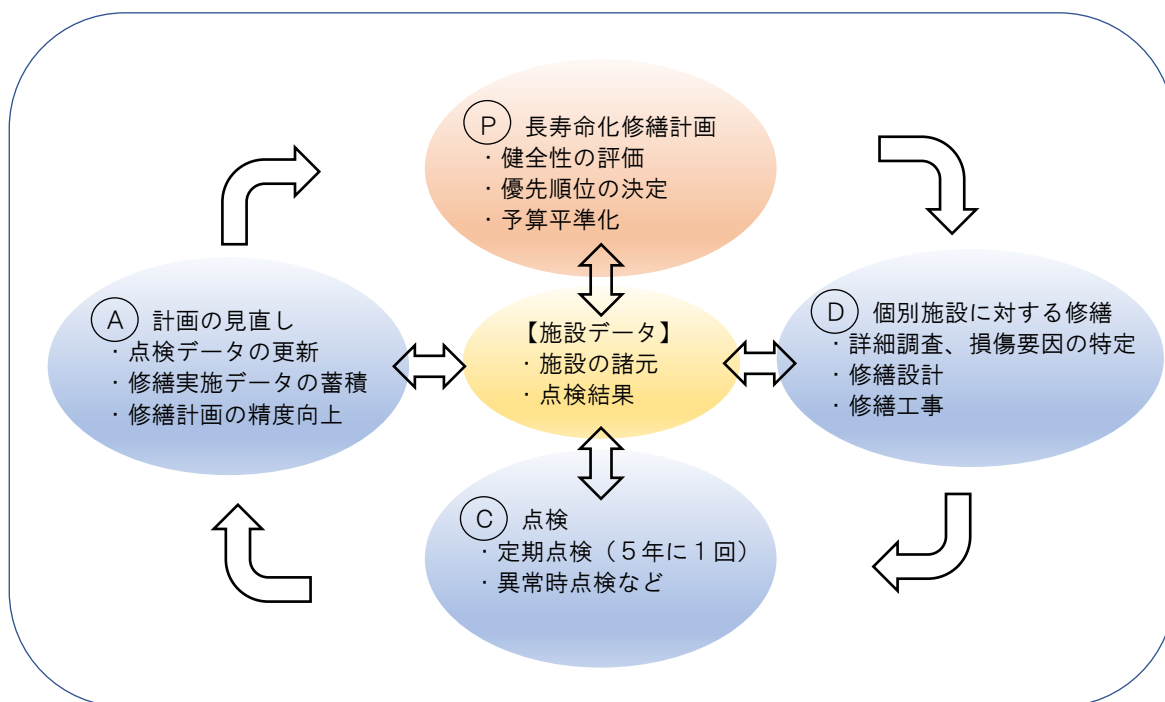 P 長寿命化修繕計画
・健全性の評価
・優先順位の決定
・予算平準化
A 計画の見直し
・点検データの更新
・修繕実施データの蓄積
・修繕計画の精度向上
【施設データ】
・施設の諸元
・点検結果
D 個別施設に対する修繕
・詳細調査、損傷要因の特定
・修繕設計
・修繕工事
C 点検
・定期点検（５年に１回）
・異常時点検など